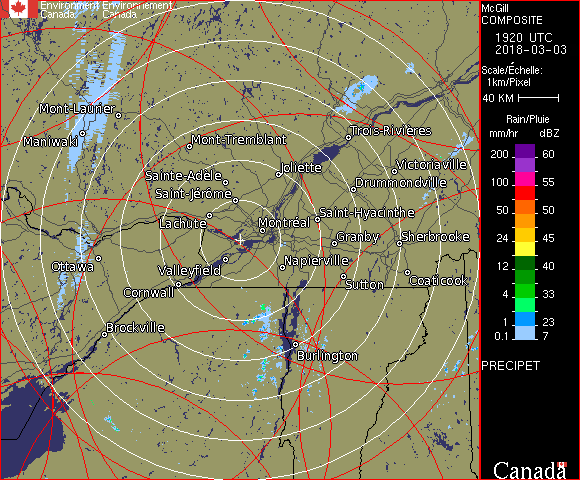 Environment Environnement
Canada Canada
McGill
COMPOSITE
1920 UTC
2018-03-03
Scale/Échelle:
1km/Pixel
40 KM
Rain/Pluie
mm/hr dBZ
200 60
150 57
100 55
50 50
24 45
12 40
4 33
1 23
0.1 7
PRECIPET
Canada
Mont-Laurier
Maniwaki
Mont-Tremblant
Trois-Rivières
Sainte-Adèle
Joliette
Victoriaville
Saint-Jérôme
Drummondville
Lachute
Montréal
Saint-Hyacinthe
Granby
Sherbrooke
Ottawa
Valleyfield
Napierville
Cornwall
Sutton
Coaticook
Brockville
Burlington